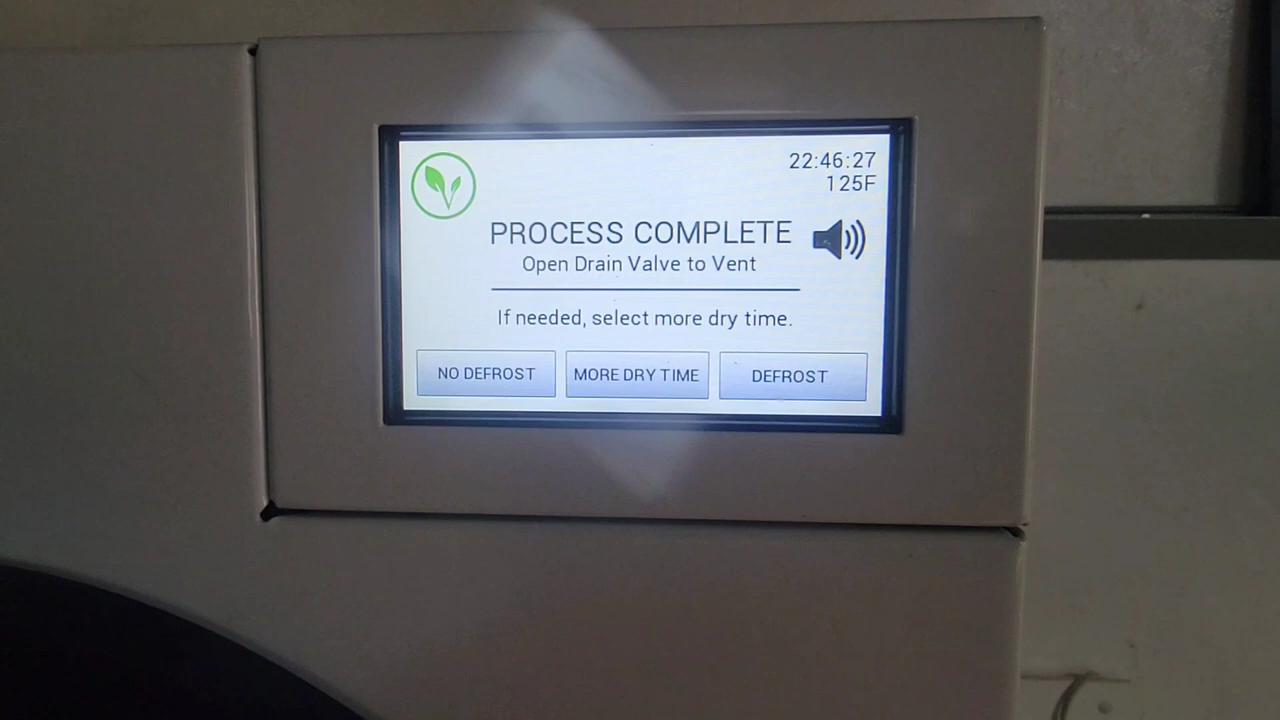 22:46:27
125F
PROCESS COMPLETE
Open Drain Valve to Vent
If needed, select more dry time.
NO DEFROST
MORE DRY TIME
DEFROST